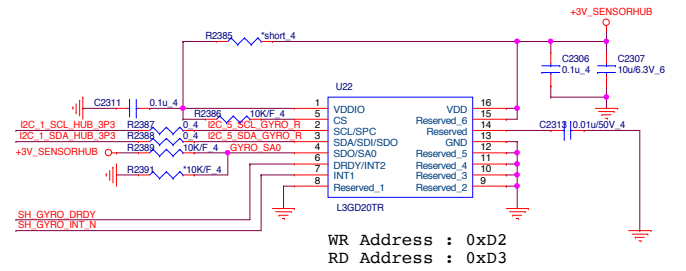 +3V_SENSORHUB
R2385 *short_4
C2306
0.1u_4
C2307
10u/6.3V_6
U22
C2311 0.1u_4
R2386 10K/F_4
I2C_1_SCL_HUB_3P3 R2387 0_4 I2C_5_SCL_GYRO_R
I2C_1_SDA_HUB_3P3 R2388 0_4 I2C_5_SDA_GYRO_R
+3V_SENSORHUB R2389 10K/F_4 GYRO_SA0
R2391 *10K/F_4
1 VDDIO VDD 16
5 CS Reserved_6 15
2 SCL/SPC Reserved 14
3 SDA/SDI/SDO GND 13
4 SDO/SA0 Reserved_5 12
6 DRDY/INT2 Reserved_4 11
7 INT1 Reserved_3 10
8 Reserved_1 Reserved_2 9
C2313 0.01u/50V_4
L3GD20TR
SH_GYRO_DRDY
SH_GYRO_INT_N
WR Address : 0xD2
RD Address : 0xD3